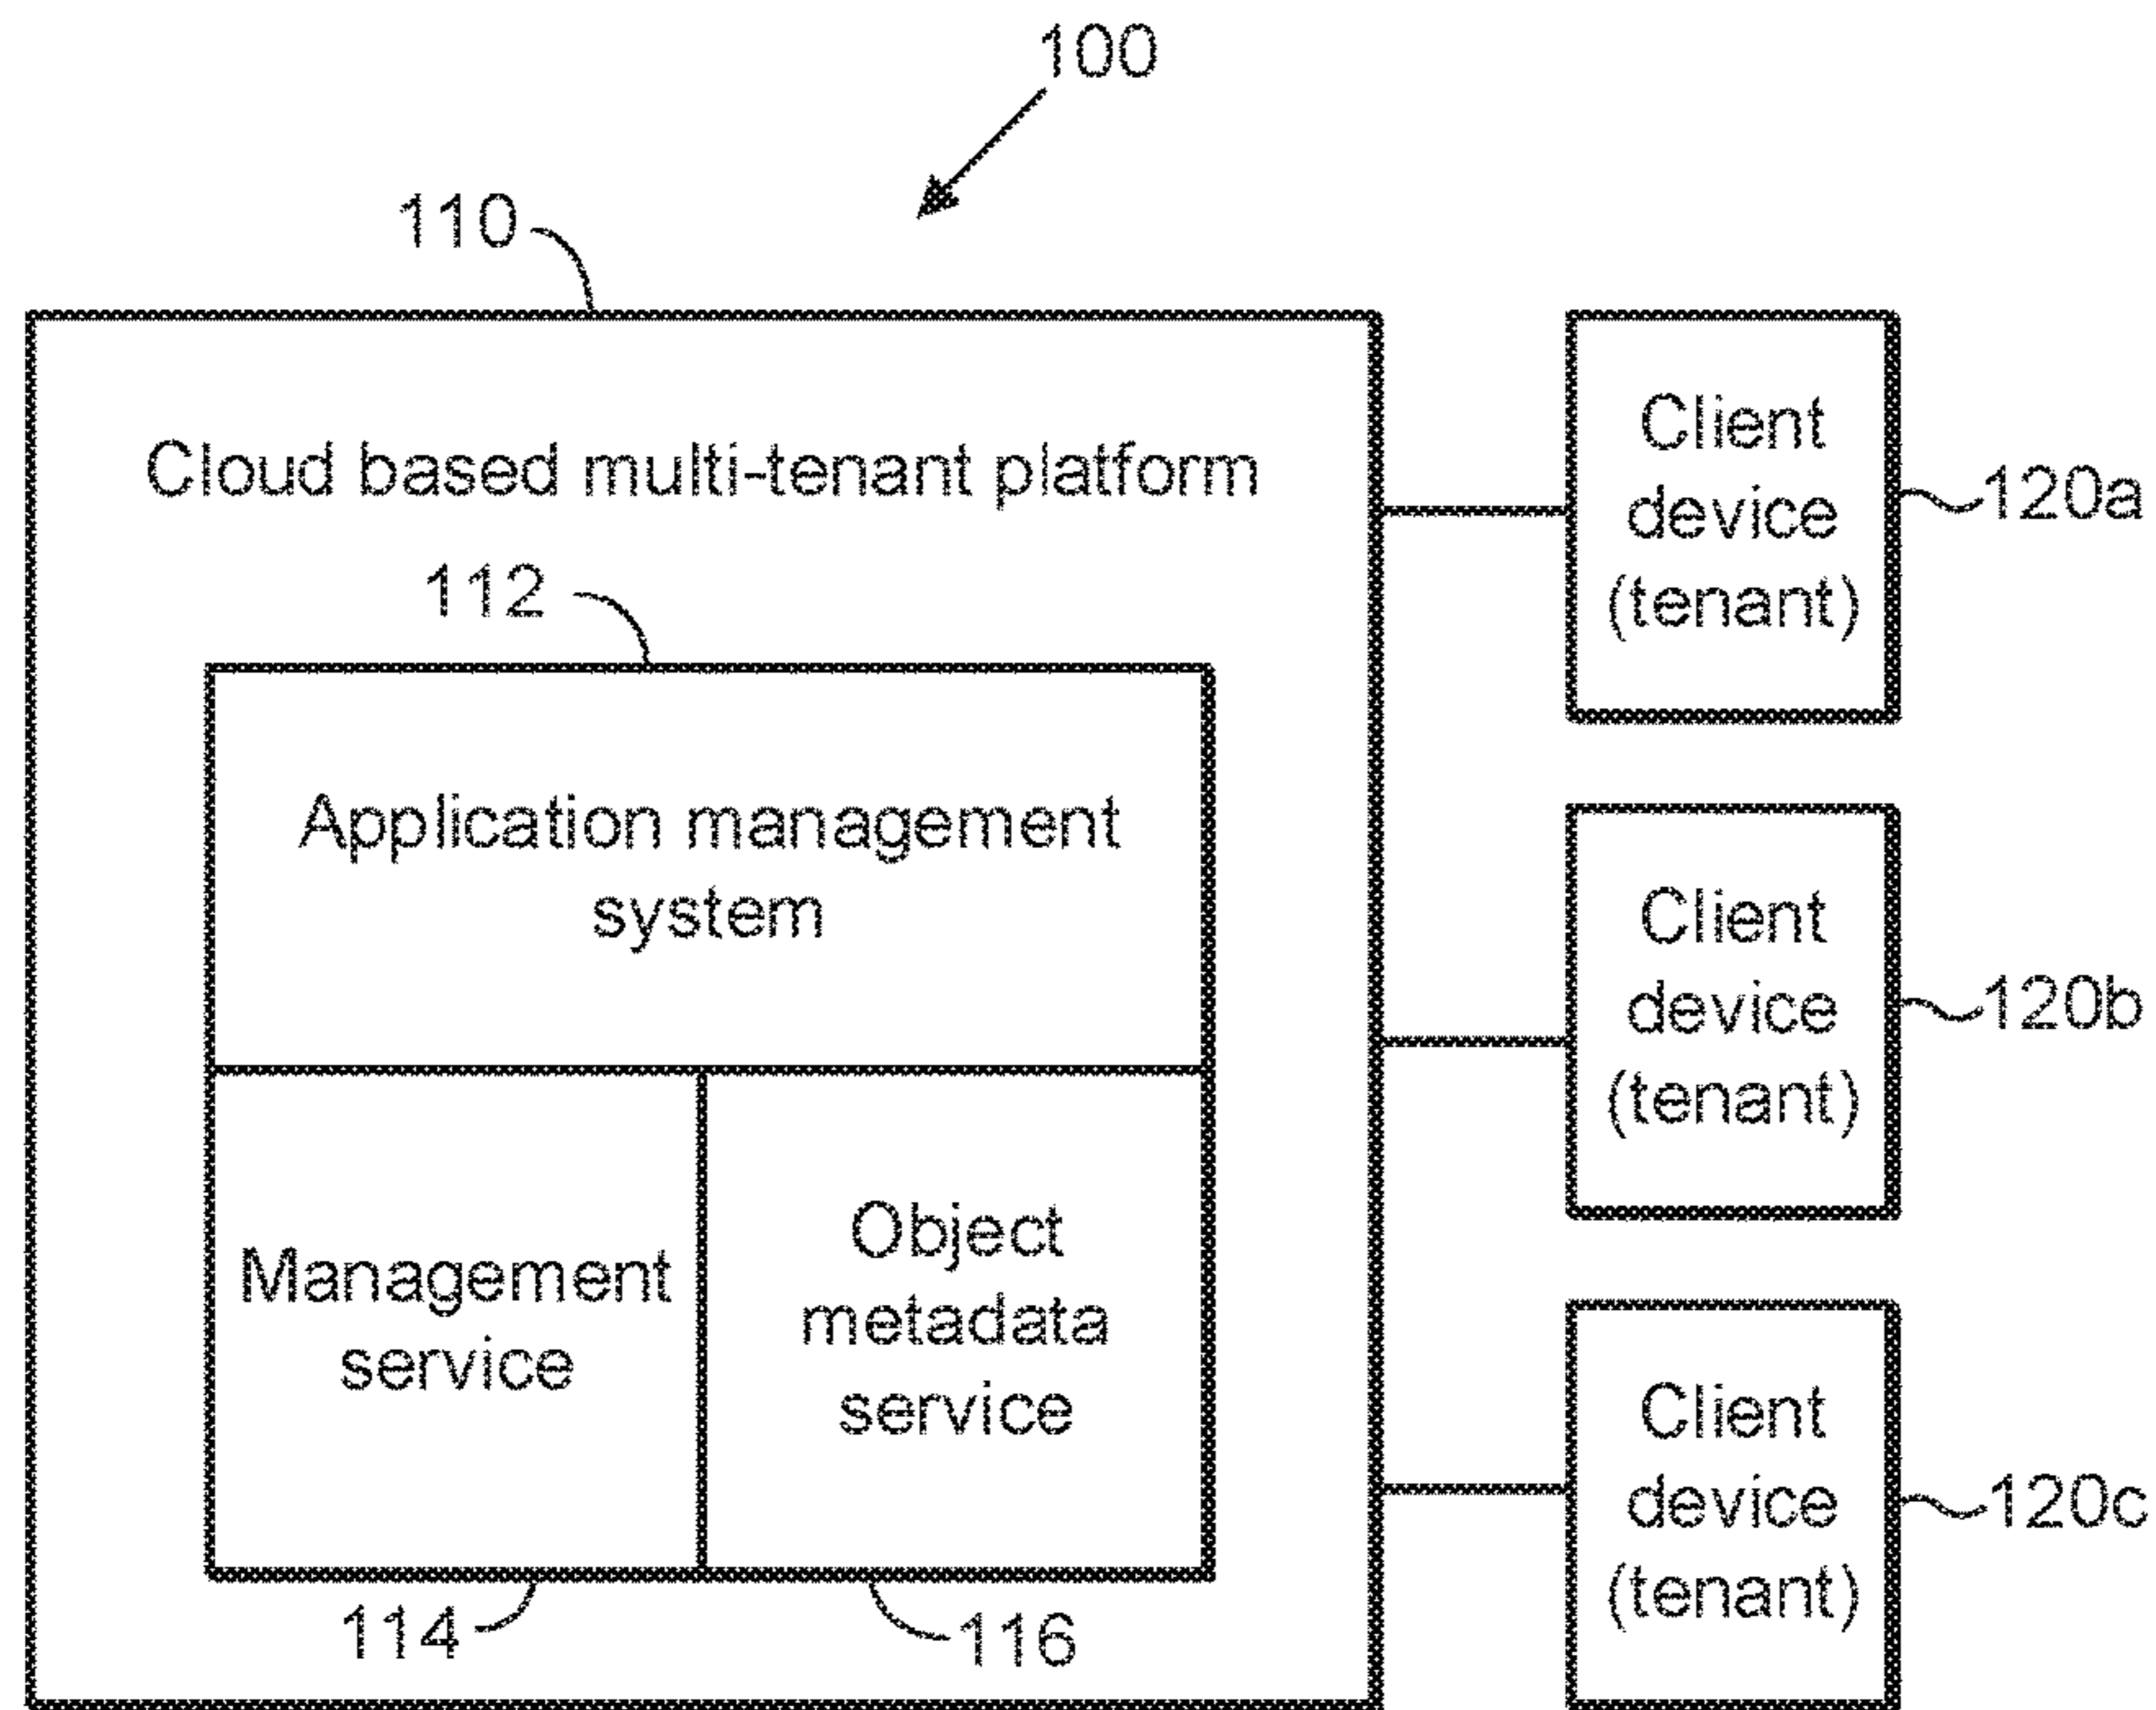 100
110
Cloud based multi-tenant platform
112
Application management
system
Management
service
Object
metadata
service
114
116
Client
device
(tenant)
120a
Client
device
(tenant)
120b
Client
device
(tenant)
120c